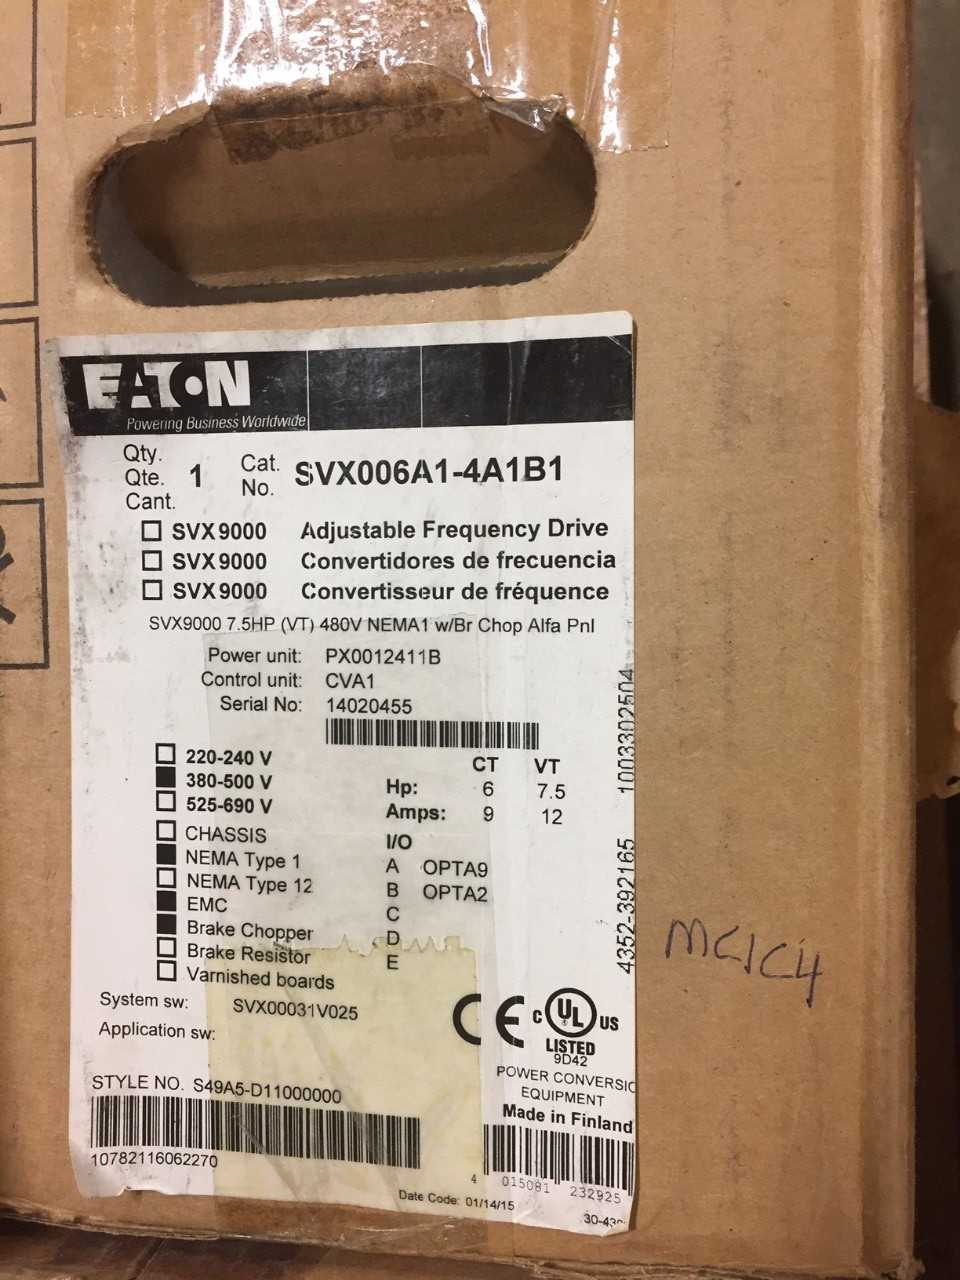 EATON
Powering Business Worldwide
Qty.
Qte. 1
Cant.
Cat.
No. SVX006A1-4A1B1
SVX9000 Adjustable Frequency Drive
SVX9000 Convertidores de frecuencia
SVX9000 Convertisseur de fréquence
SVX9000 7.5HP (VT) 480V NEMA1 w/Br Chop Alfa Pnl
Power unit: PX0012411B
Control unit: CVA1
Serial No: 14020455
220-240 V
380-500 V
525-690 V
CHASSIS
NEMA Type 1
NEMA Type 12
EMC
Brake Chopper
Brake Resistor
Varnished boards
CT VT
Hp: 6 7.5
Amps: 9 12
I/O
A OPTA9
B OPTA2
C
D
E
4352-392165 1003302504
System sw: SVX00031V025
Application sw:
CE
C UL US
LISTED
9D42
POWER CONVERSIO
EQUIPMENT
Made in Finland
STYLE NO. S49A5-D11000000
10782116062270
4 015081 232925
Date Code: 01/14/15
MC1C4